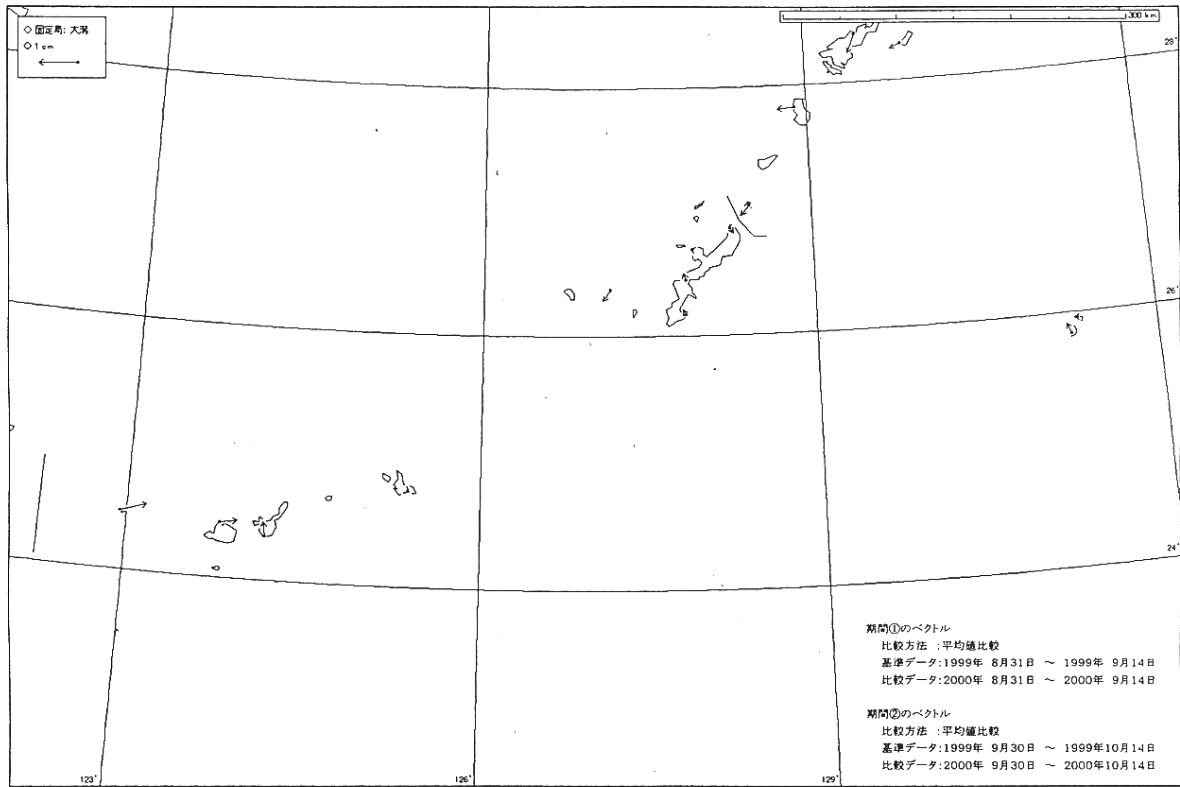 ◇ 固定局: 大潟
◇ 1 cm
300 km
28°
26°
24°
123°
126°
129°
期間①のベクトル
比較方法 :平均値比較
基準データ:1999年 8月31日 ~ 1999年 9月14日
比較データ:2000年 8月31日 ~ 2000年 9月14日
期間②のベクトル
比較方法 :平均値比較
基準データ:1999年 9月30日 ~ 1999年10月14日
比較データ:2000年 9月30日 ~ 2000年10月14日